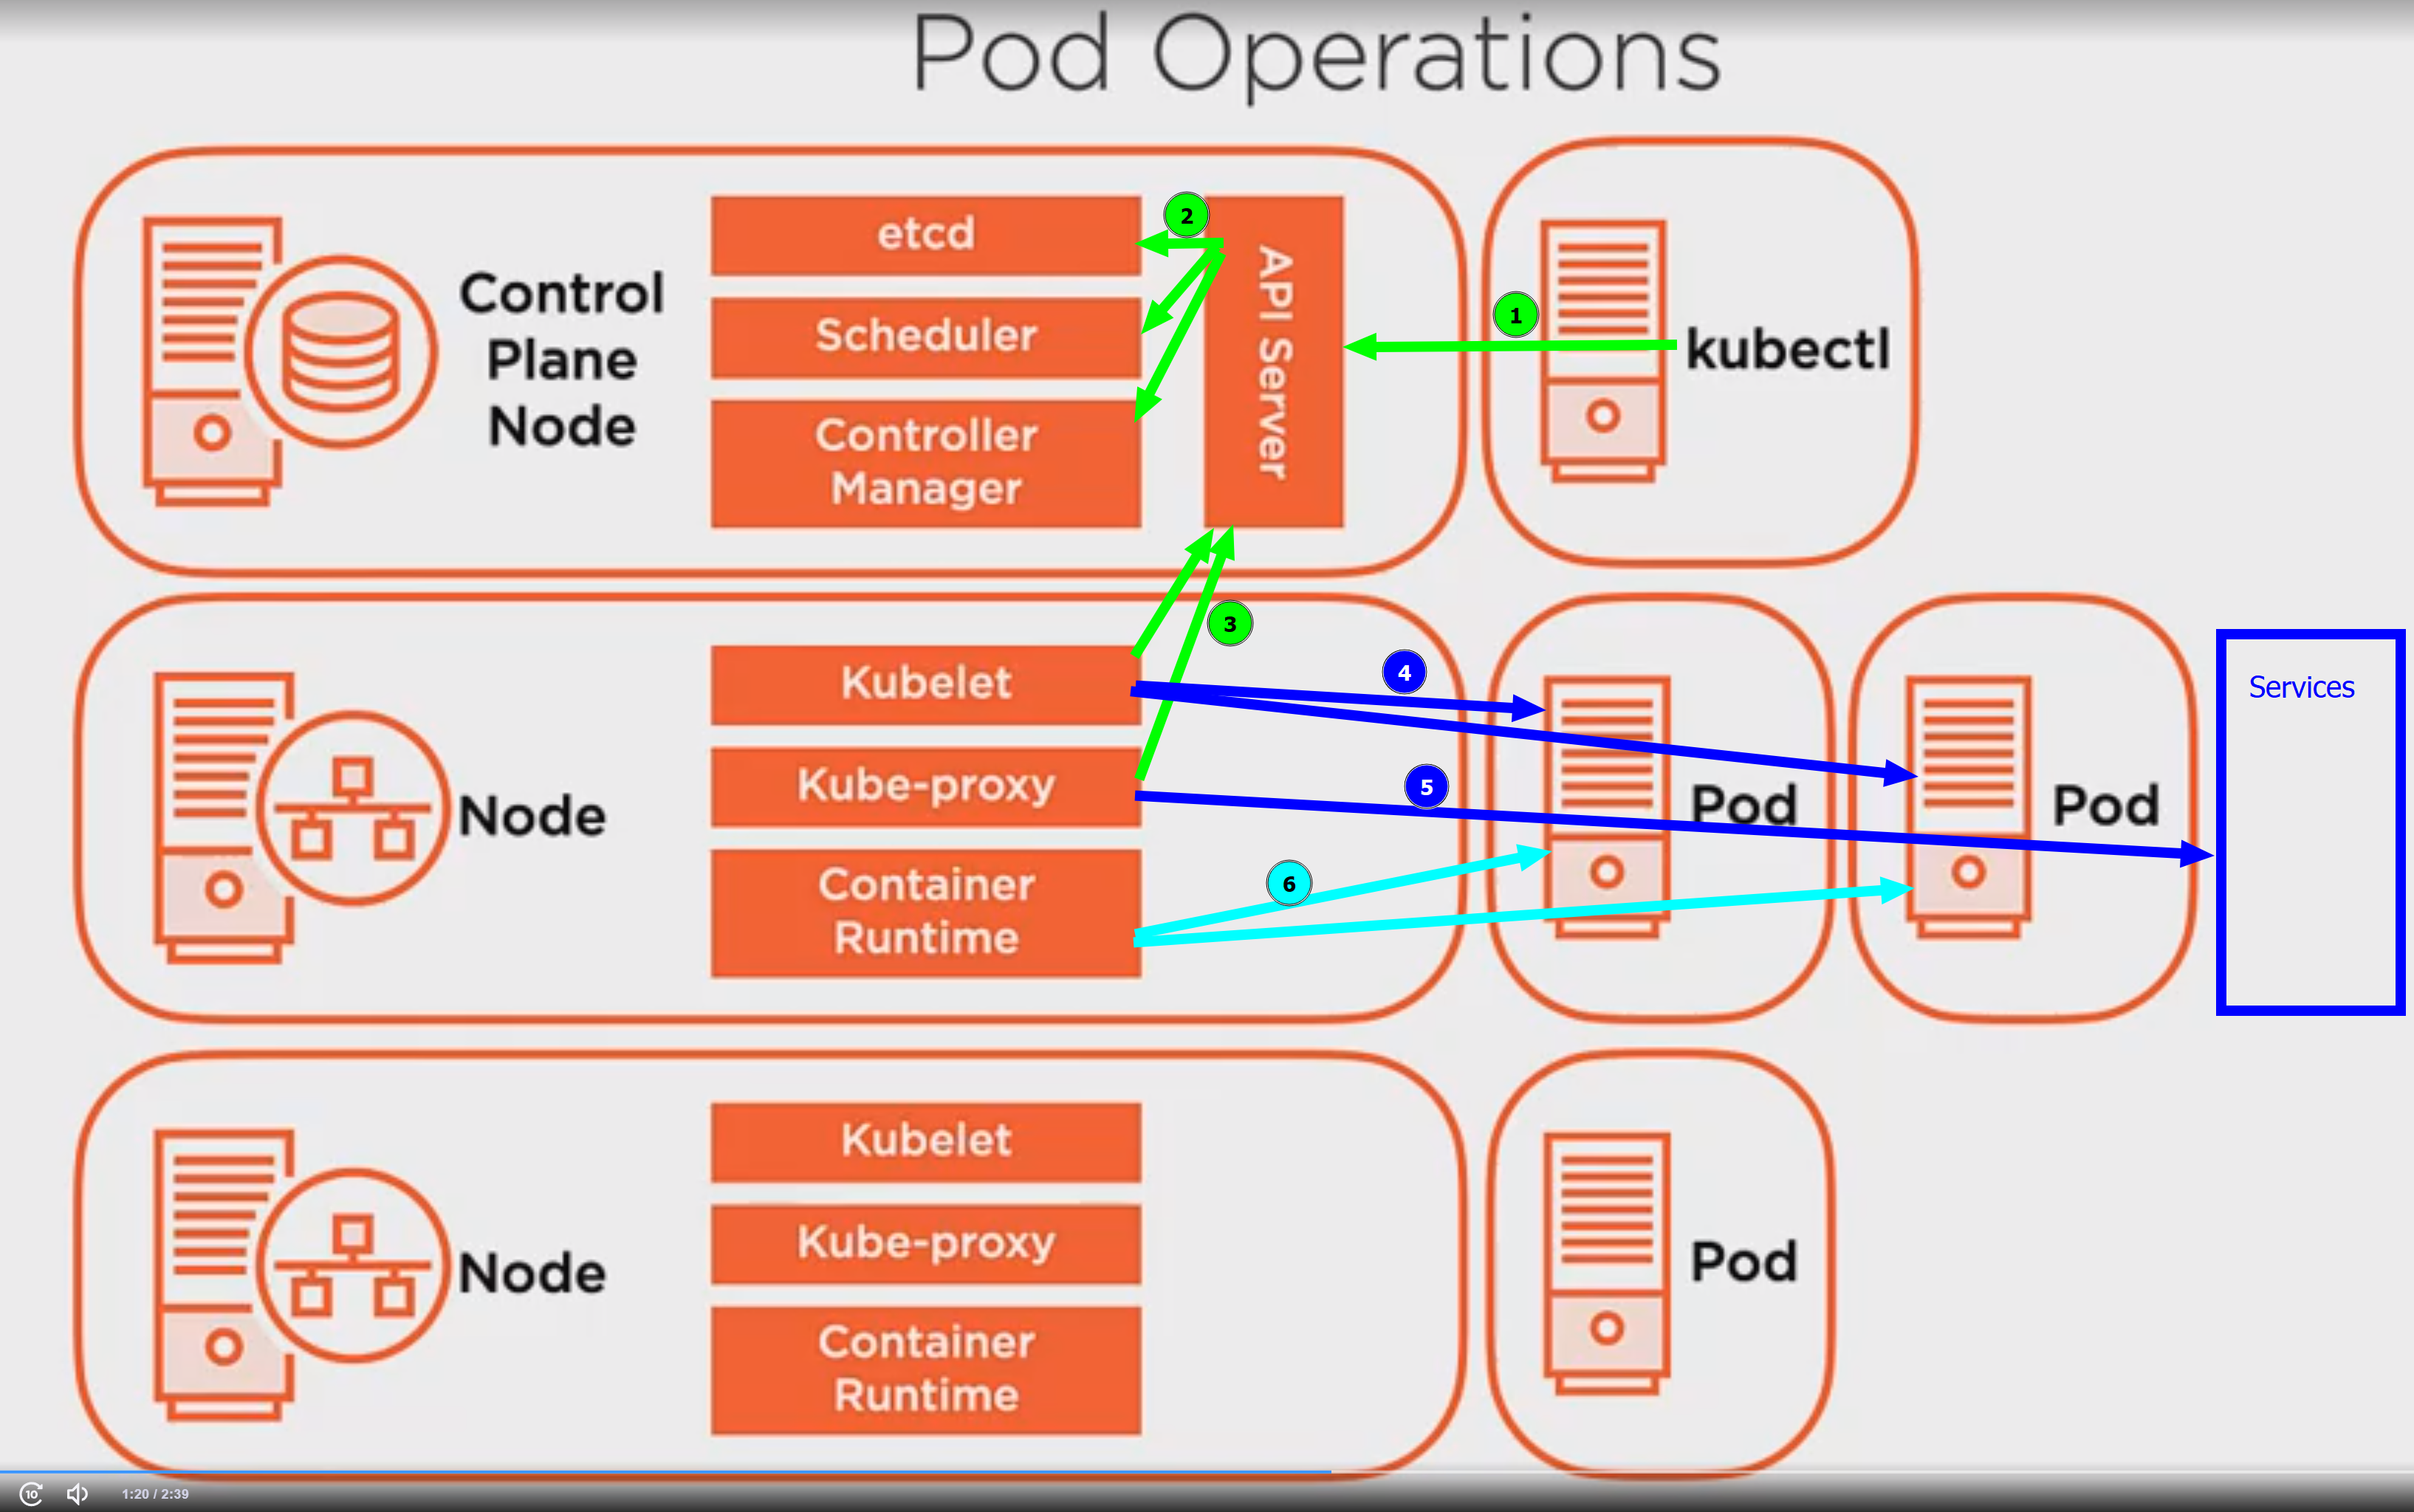 Pod Operations
Control
Plane
Node
etcd
Scheduler
Controller
Manager
API Server
2
1
kubectl
3
Node
Kubelet
Kube-proxy
Container
Runtime
4
5
6
Pod
Pod
Services
Node
Kubelet
Kube-proxy
Container
Runtime
Pod
10
1:20 / 2:39